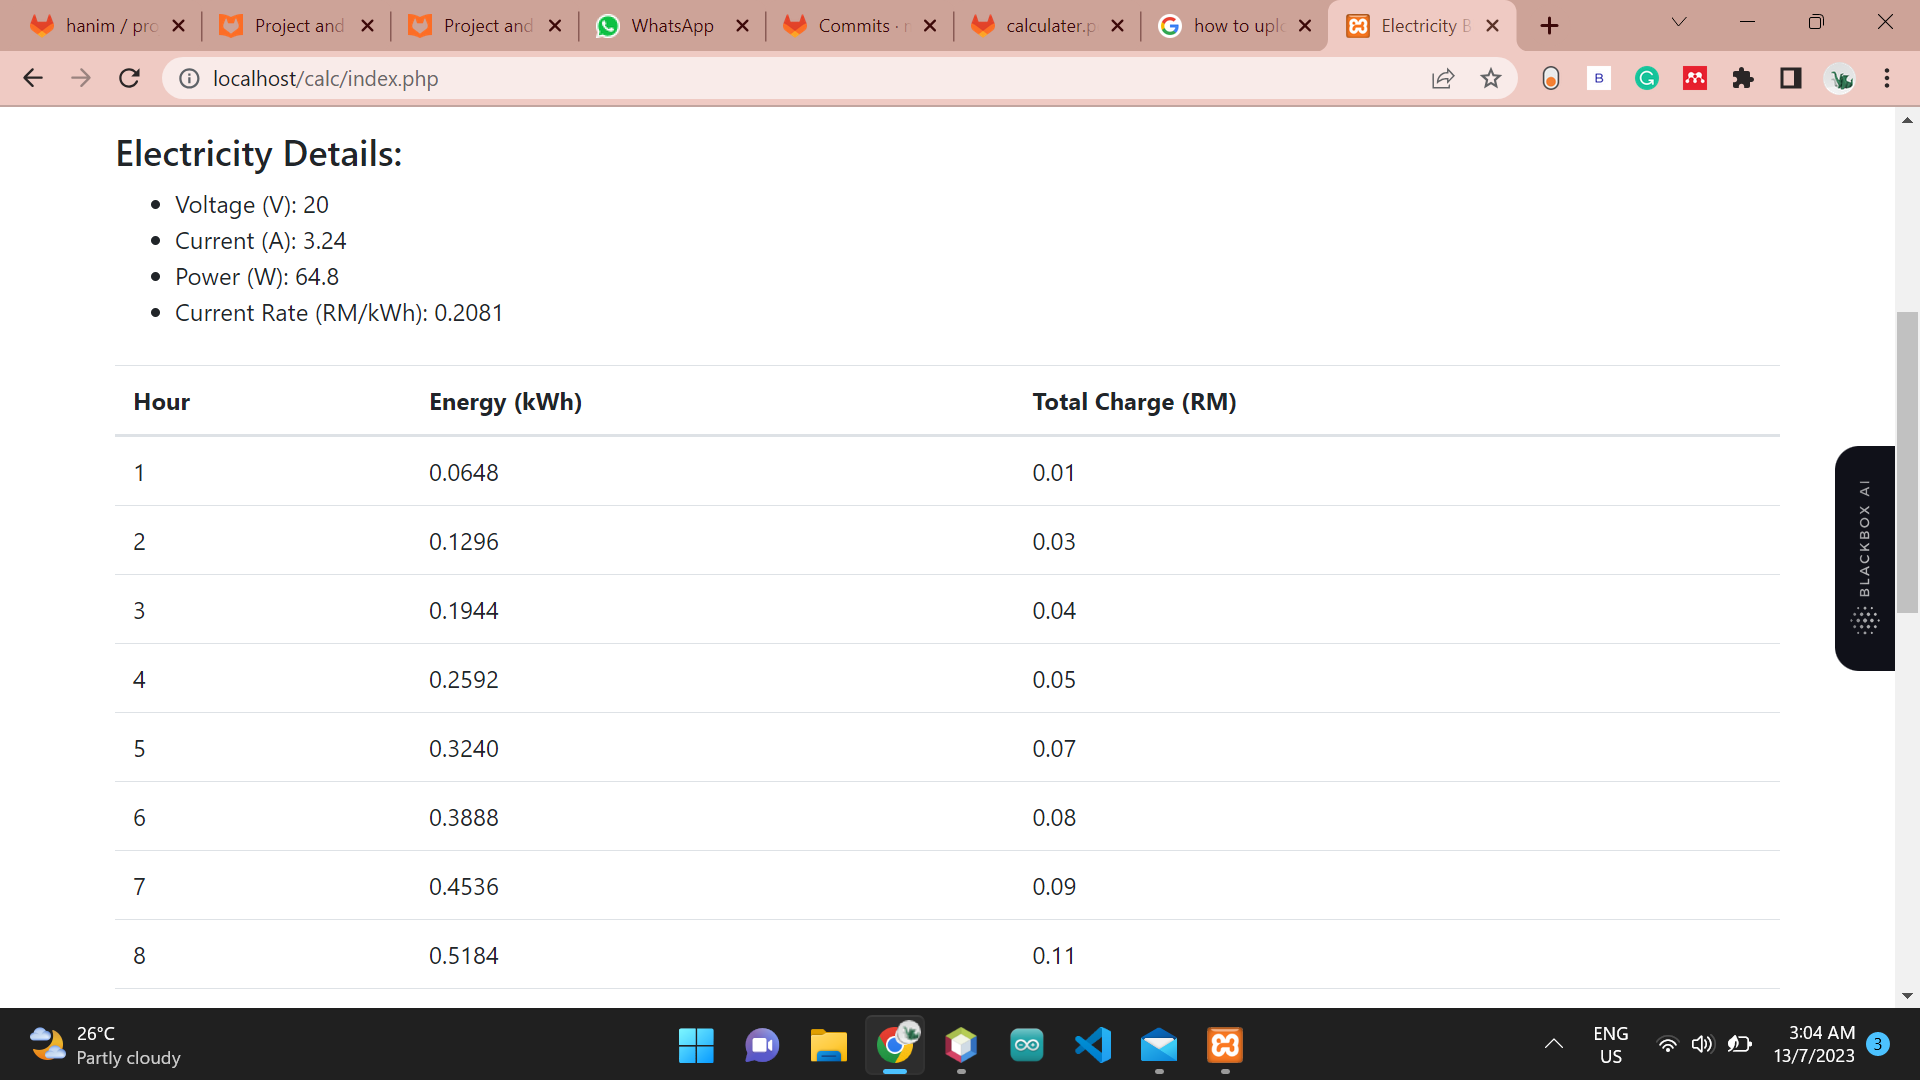 hanim / pro
Project and
Project and
WhatsApp
Commits ·
calculater.p
how to uplo
Electricity B
localhost/calc/index.php
B
Electricity Details:
• Voltage (V): 20
• Current (A): 3.24
• Power (W): 64.8
• Current Rate (RM/kWh): 0.2081
Hour Energy (kWh) Total Charge (RM)
1 0.0648 0.01
2 0.1296 0.03
3 0.1944 0.04
4 0.2592 0.05
5 0.3240 0.07
6 0.3888 0.08
7 0.4536 0.09
8 0.5184 0.11
BLACKBOX AI
26°C
Partly cloudy
ENG
US
3:04 AM
13/7/2023
3